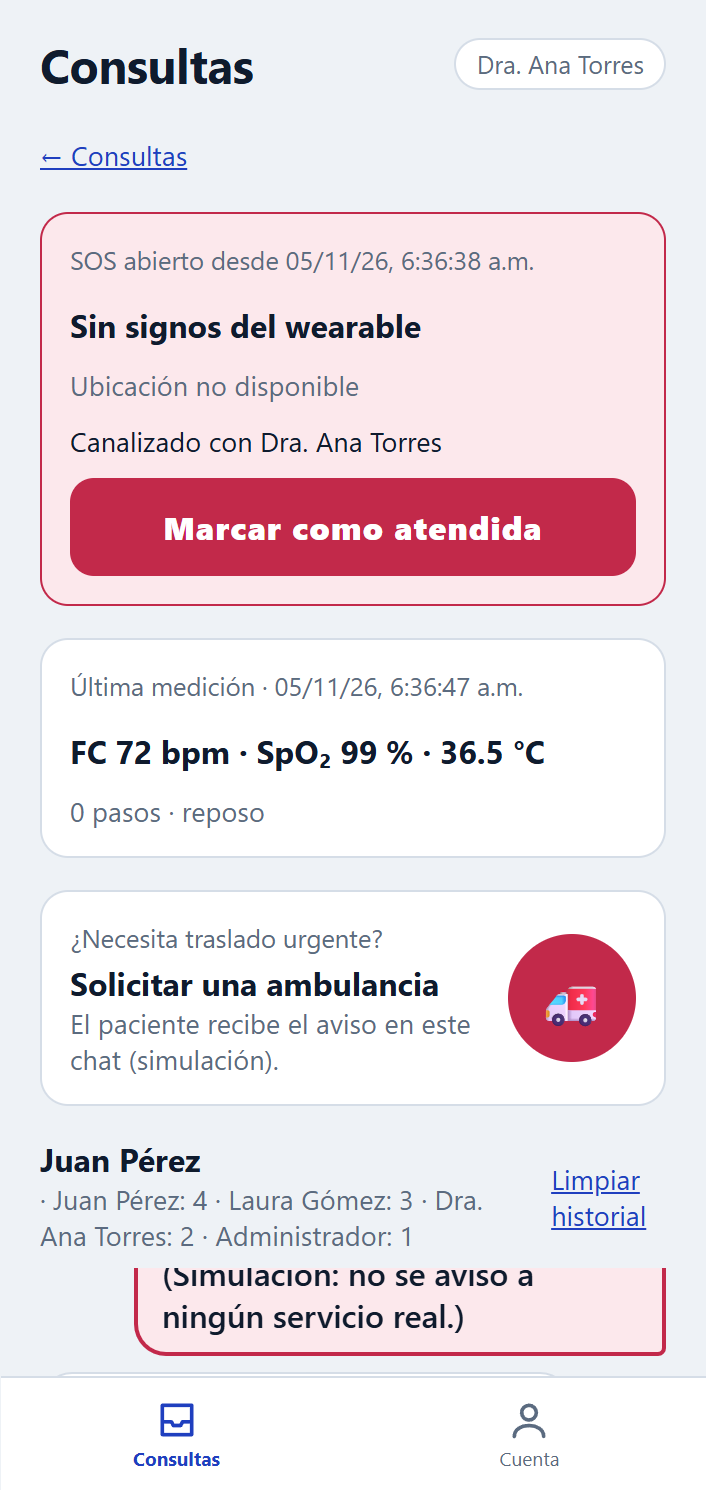 Consultas
Dra. Ana Torres
← Consultas
SOS abierto desde 05/11/26, 6:36:38 a.m.
Sin signos del wearable
Ubicación no disponible
Canalizado con Dra. Ana Torres
Marcar como atendida
Última medición · 05/11/26, 6:36:47 a.m.
FC 72 bpm · SpO₂ 99 % · 36.5 °C
0 pasos · reposo
¿Necesita traslado urgente?
Solicitar una ambulancia
El paciente recibe el aviso en este
chat (simulación).
Juan Pérez
· Juan Pérez: 4 · Laura Gómez: 3 · Dra.
Ana Torres: 2 · Administrador: 1
Limpiar
historial
(Simulación: no se avisó a
ningún servicio real.)
Consultas
Cuenta